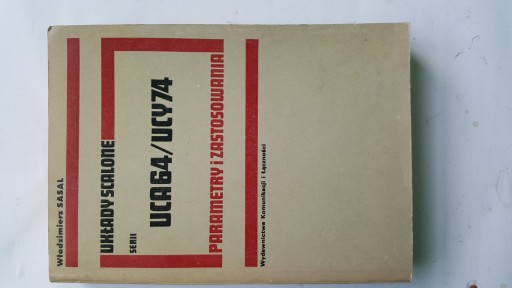 Włodzimierz SASAL
UKŁADY SCALONE
SERII
UCA64/UCY74
PARAMETRY i ZASTOSOWANIA
Wydawnictwa Komunikacji i Łączności